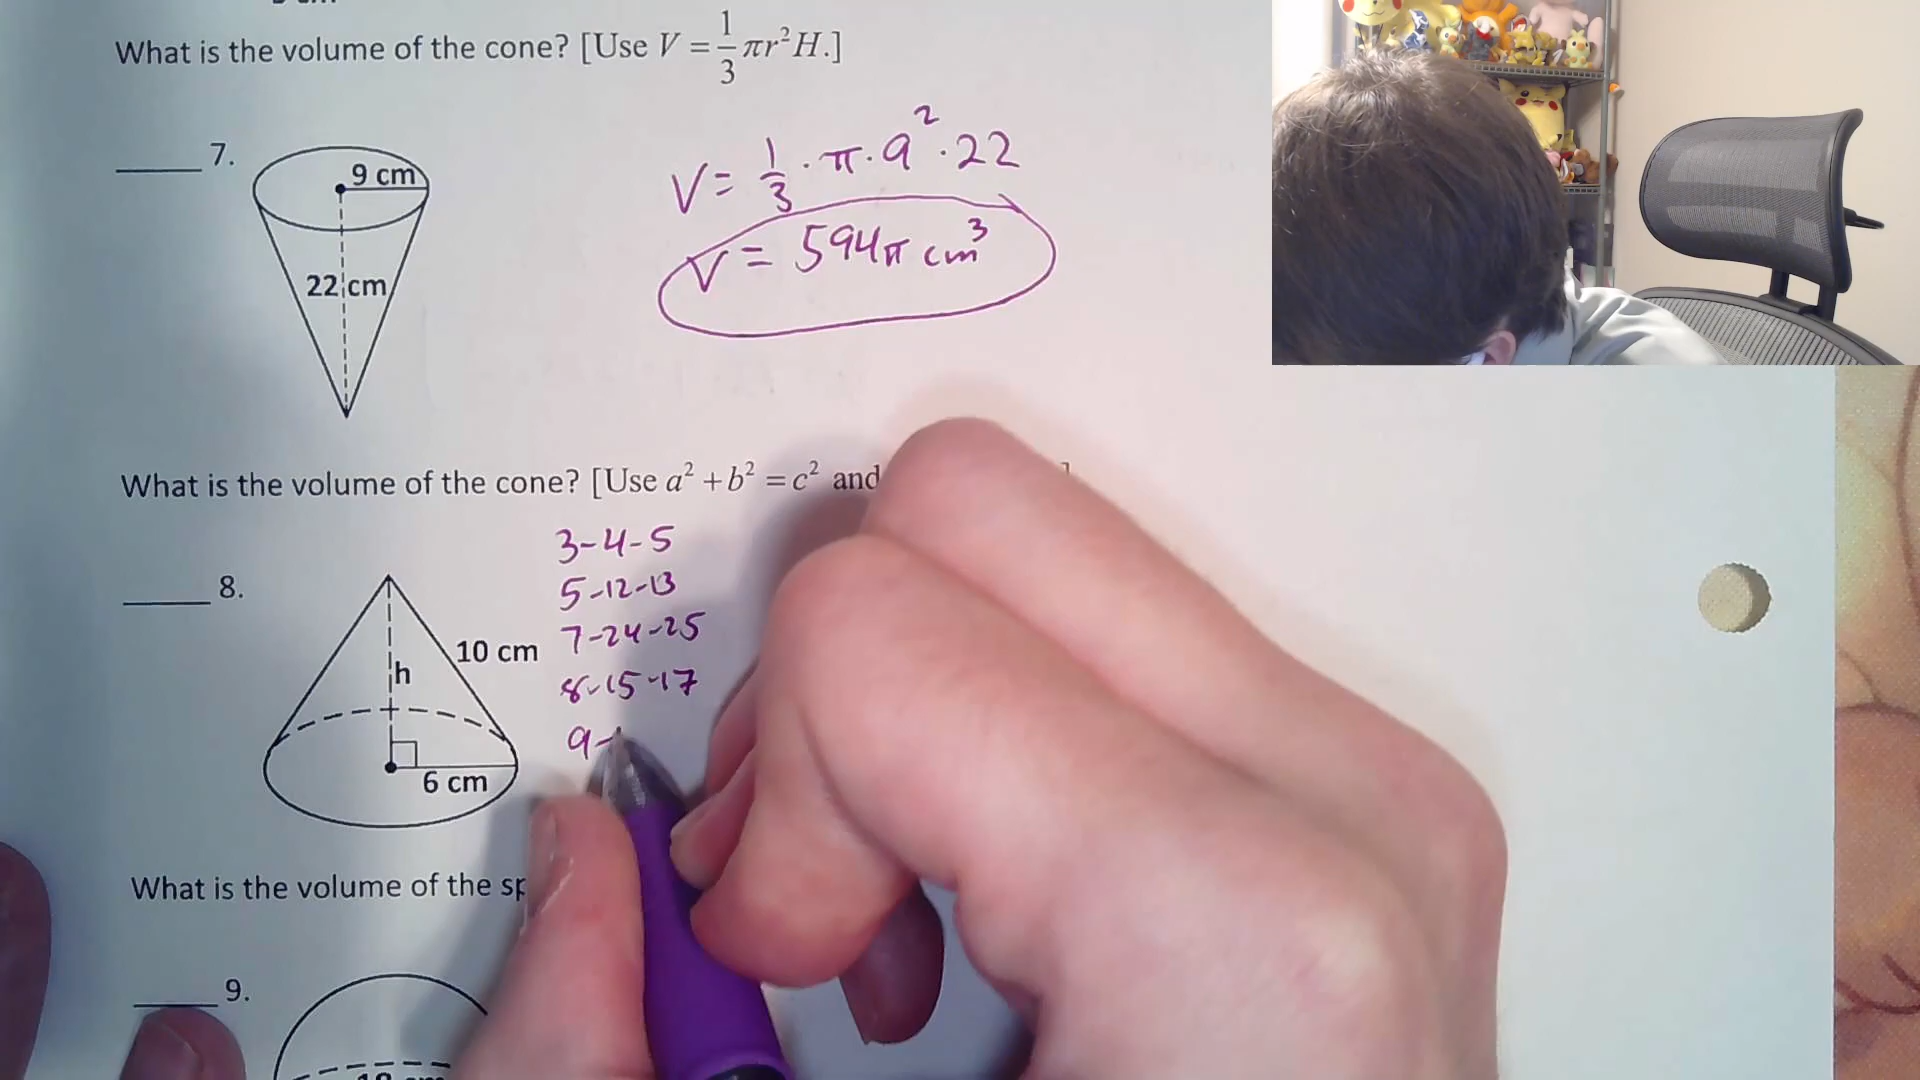 What is the volume of the cone? [Use V = 1/3 πr²H.]
7.
9 cm
22 cm
V = 1/3 · π · 9² · 22
V = 594π cm³
What is the volume of the cone? [Use a² + b² = c² and
8.
h
10 cm
6 cm
3-4-5
5-12-13
7-24-25
8-15-17
9-
What is the volume of the
9.